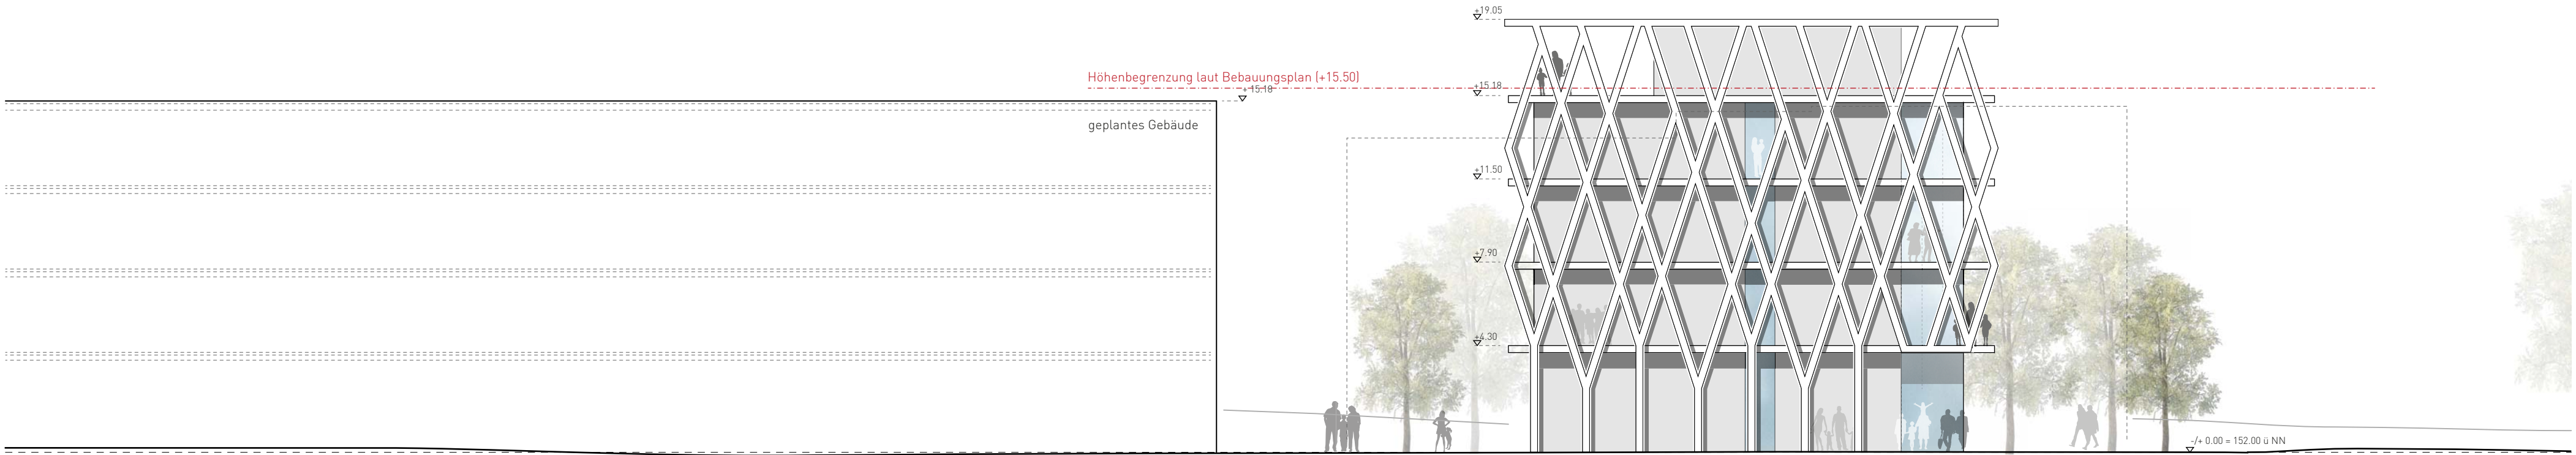 +19.05
Höhenbegrenzung laut Bebauungsplan (+15.50)
+15.18
+15.18
geplantes Gebäude
+11.50
+7.90
+4.30
-/+ 0.00 = 152.00 ü NN